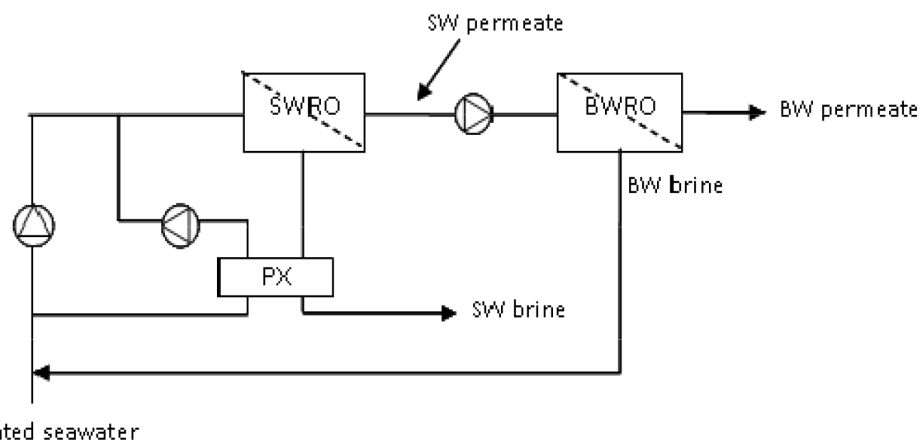 SW permeate
SWRO
BWRO
BW permeate
BW brine
PX
SW brine
ated seawater